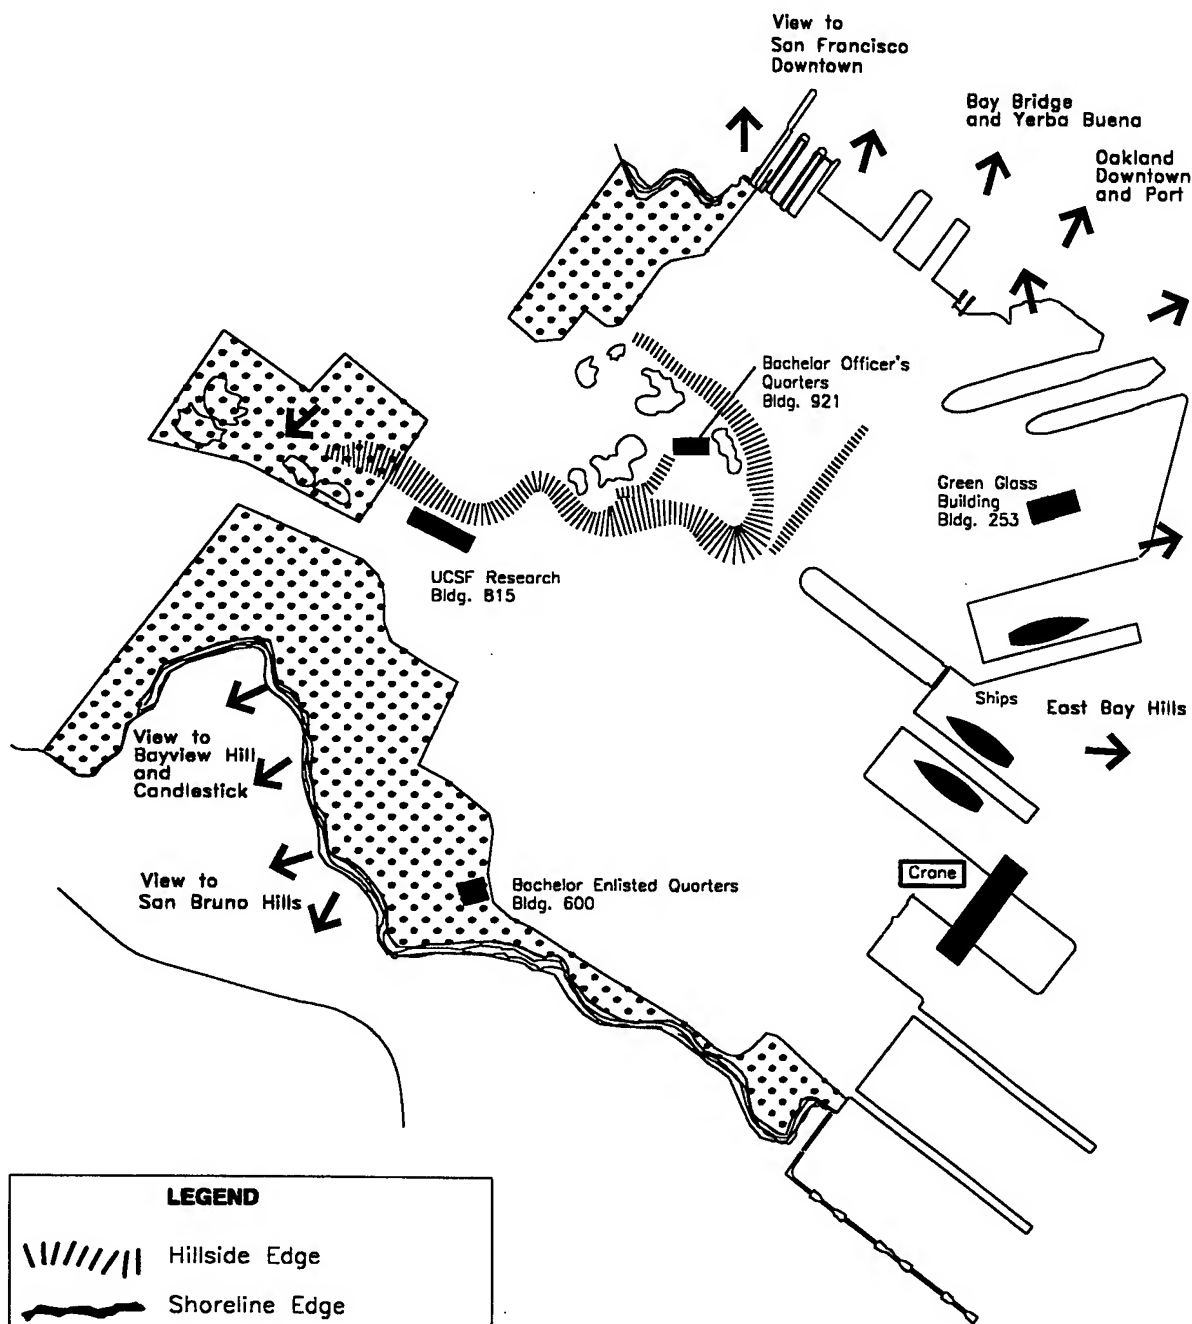 View to
San Francisco
Downtown
Bay Bridge
and Yerba Buena
Oakland
Downtown
and Port
Bachelor Officer's
Quarters
Bldg. 921
Green Glass
Building
Bldg. 253
UCSF Research
Bldg. 815
Ships
East Bay Hills
View to
Bayview Hill
and
Candlestick
Crane
View to
San Bruno Hills
Bachelor Enlisted Quarters
Bldg. 600
LEGEND
Hillside Edge
Shoreline Edge